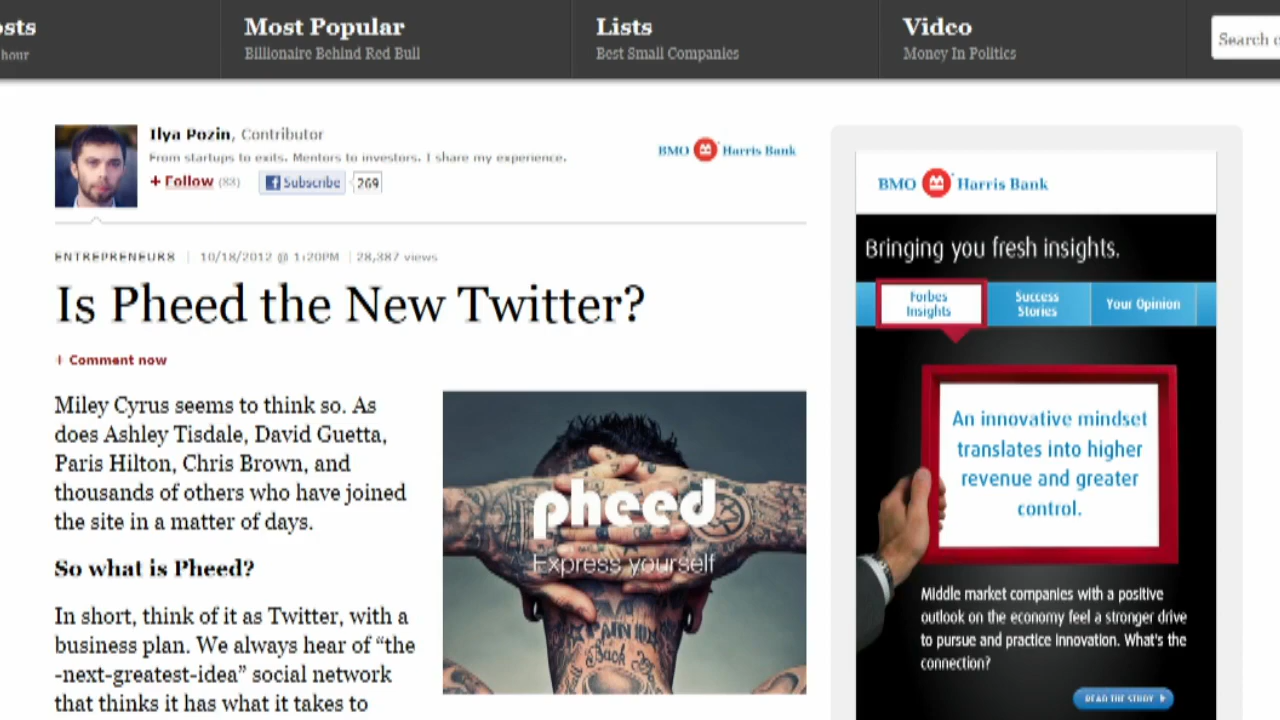 osts
hour
Most Popular
Billionaire Behind Red Bull
Lists
Best Small Companies
Video
Money In Politics
Search
Ilya Pozin, Contributor
From startups to exits. Mentors to investors. I share my experience.
+ Follow (83)
Subscribe
269
BMO Harris Bank
ENTREPRENEURS | 10/18/2012 @ 1:20PM | 28,387 views
Is Pheed the New Twitter?
+ Comment now
Miley Cyrus seems to think so. As
does Ashley Tisdale, David Guetta,
Paris Hilton, Chris Brown, and
thousands of others who have joined
the site in a matter of days.
So what is Pheed?
In short, think of it as Twitter, with a
business plan. We always hear of “the
-next-greatest-idea” social network
that thinks it has what it takes to
pheed
Express yourself
PAIN
Back
BMO Harris Bank
Bringing you fresh insights.
Forbes
Insights
Success
Stories
Your Opinion
An innovative mindset
translates into higher
revenue and greater
control.
Middle market companies with a positive
outlook on the economy feel a stronger drive
to pursue and practice innovation. What's the
connection?
READ THE STUDY